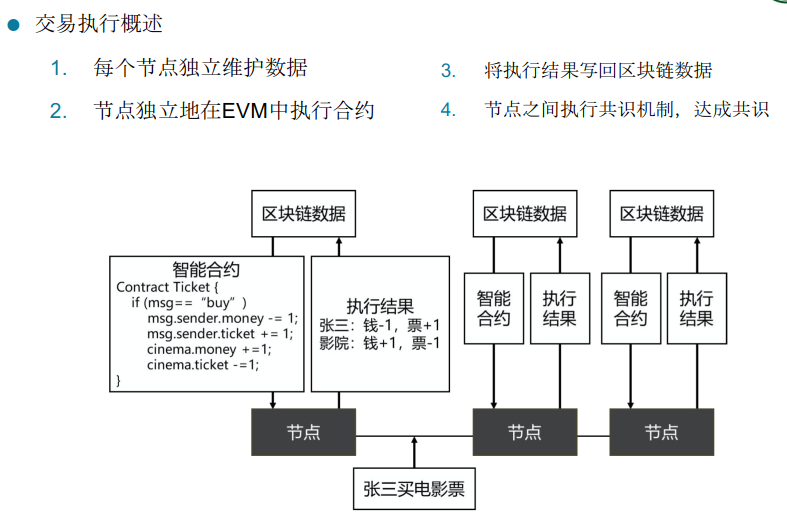 交易执行概述
1. 每个节点独立维护数据
2. 节点独立地在EVM中执行合约
3. 将执行结果写回区块链数据
4. 节点之间执行共识机制，达成共识
区块链数据
智能合约
Contract Ticket {
if (msg==“buy”)
msg.sender.money -= 1;
msg.sender.ticket += 1;
cinema.money +=1;
cinema.ticket -=1;
}
执行结果
张三：钱-1，票+1
影院：钱+1，票-1
节点
区块链数据
智能
合约
执行
结果
节点
区块链数据
智能
合约
执行
结果
节点
张三买电影票